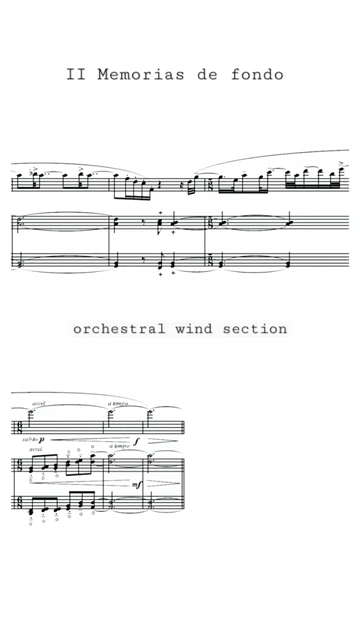 II Memorias de fondo
orchestral wind section
accel a tempo
subito p f
accel a tempo
mf